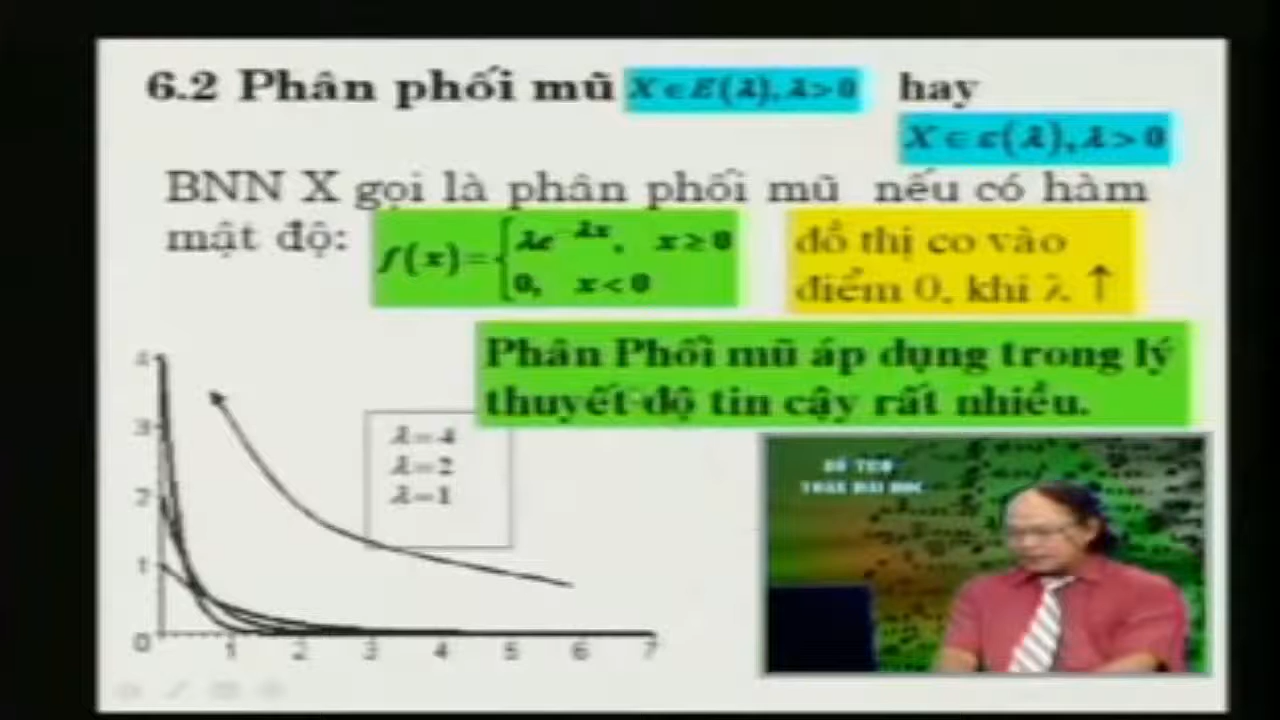 6.2 Phân phối mũ X ∈ E(λ), λ > 0 hay
X ∈ ε(λ), λ > 0
BNN X gọi là phân phối mũ nếu có hàm
mật độ:
f(x) = { λe^{-λx}, x ≥ 0
0, x < 0
đồ thị co vào
điểm 0, khi λ ↑
Phân Phối mũ áp dụng trong lý
thuyết độ tin cậy rất nhiều.
λ = 4
λ = 2
λ = 1
4
3
2
1
0
1 2 3 4 5 6 7